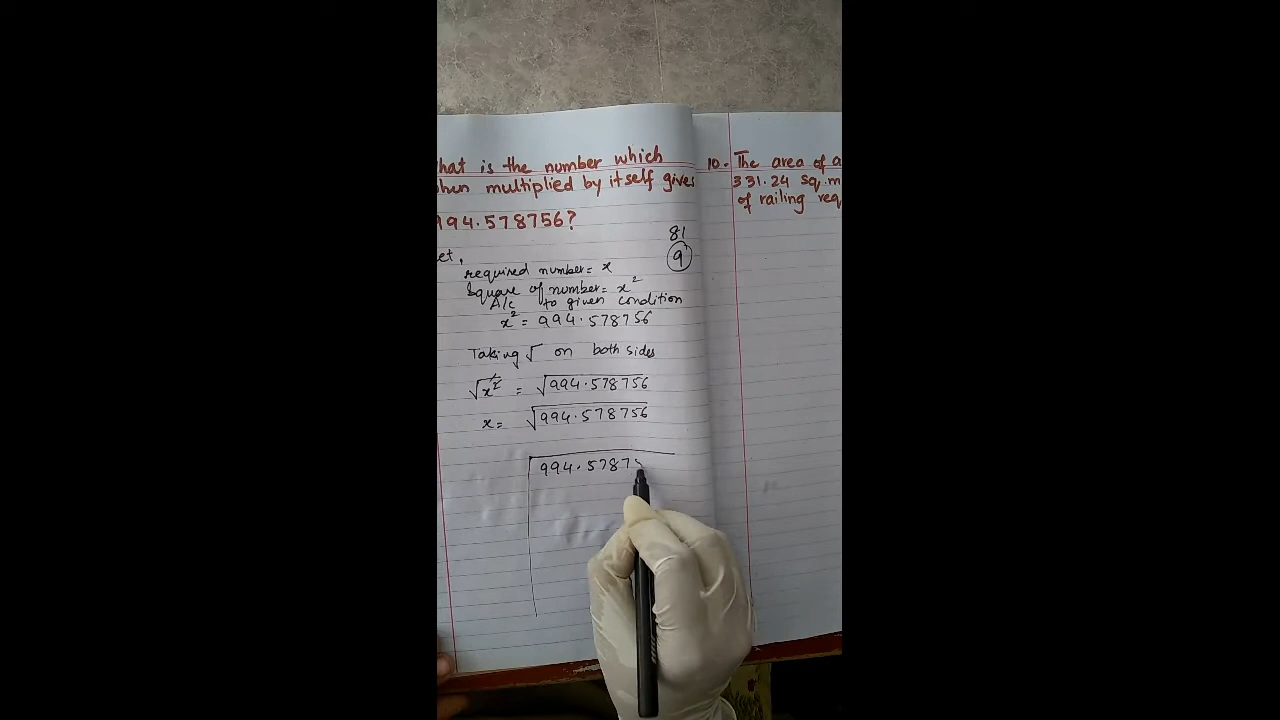 hat is the number which
hen multiplied by itself gives
994.578756?
et,
81
9
required number = x
Square of number = x²
A/c to given condition
x² = 994.578756
Taking √ on both sides
√x² = √994.578756
x = √994.578756
994.5787
10. The area of a
331.24 sq.m
of railing req